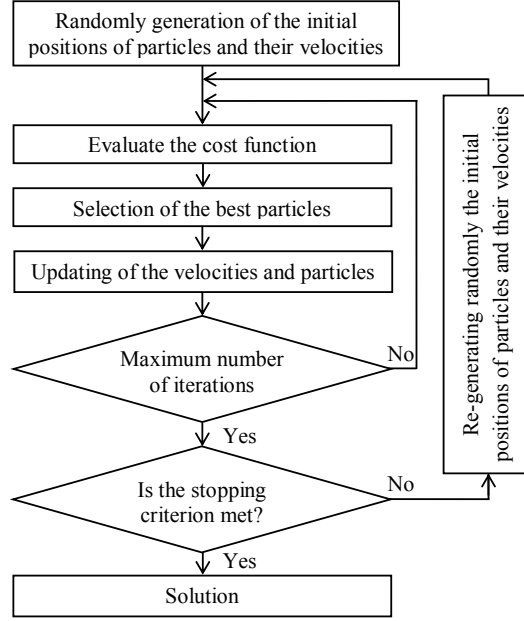 Randomly generation of the initial
positions of particles and their velocities
Evaluate the cost function
Selection of the best particles
Updating of the velocities and particles
Maximum number
of iterations
No
Yes
Is the stopping
criterion met?
No
Yes
Solution
Re-generating randomly the initial
positions of particles and their velocities